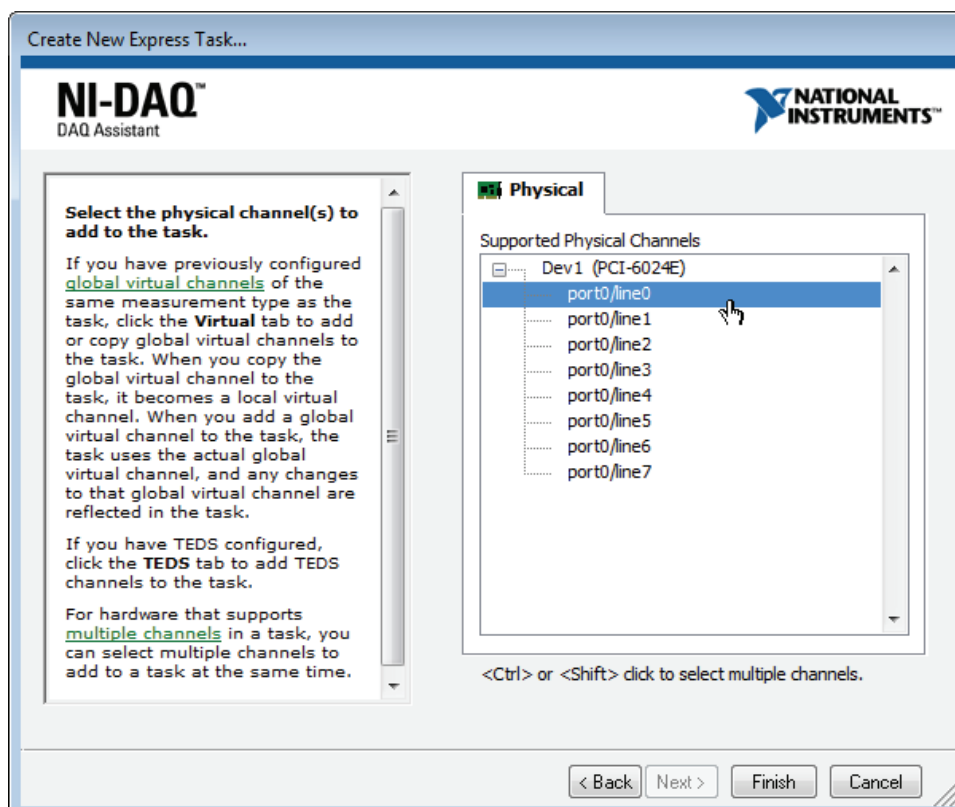 Create New Express Task...
NI-DAQ™
DAQ Assistant
NATIONAL
INSTRUMENTS™
Select the physical channel(s) to
add to the task.
If you have previously configured
global virtual channels of the
same measurement type as the
task, click the Virtual tab to add
or copy global virtual channels to
the task. When you copy the
global virtual channel to the
task, it becomes a local virtual
channel. When you add a global
virtual channel to the task, the
task uses the actual global
virtual channel, and any changes
to that global virtual channel are
reflected in the task.
If you have TEDS configured,
click the TEDS tab to add TEDS
channels to the task.
For hardware that supports
multiple channels in a task, you
can select multiple channels to
add to a task at the same time.
Physical
Supported Physical Channels
Dev1 (PCI-6024E)
port0/line0
port0/line1
port0/line2
port0/line3
port0/line4
port0/line5
port0/line6
port0/line7
<Ctrl> or <Shift> click to select multiple channels.
< Back
Next >
Finish
Cancel